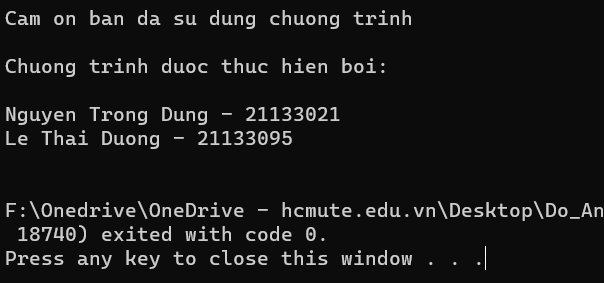 Cam on ban da su dung chuong trinh
Chuong trinh duoc thuc hien boi:
Nguyen Trong Dung - 21133021
Le Thai Duong - 21133095
F:\Onedrive\OneDrive - hcmute.edu.vn\Desktop\Do_An
18740) exited with code 0.
Press any key to close this window . . .